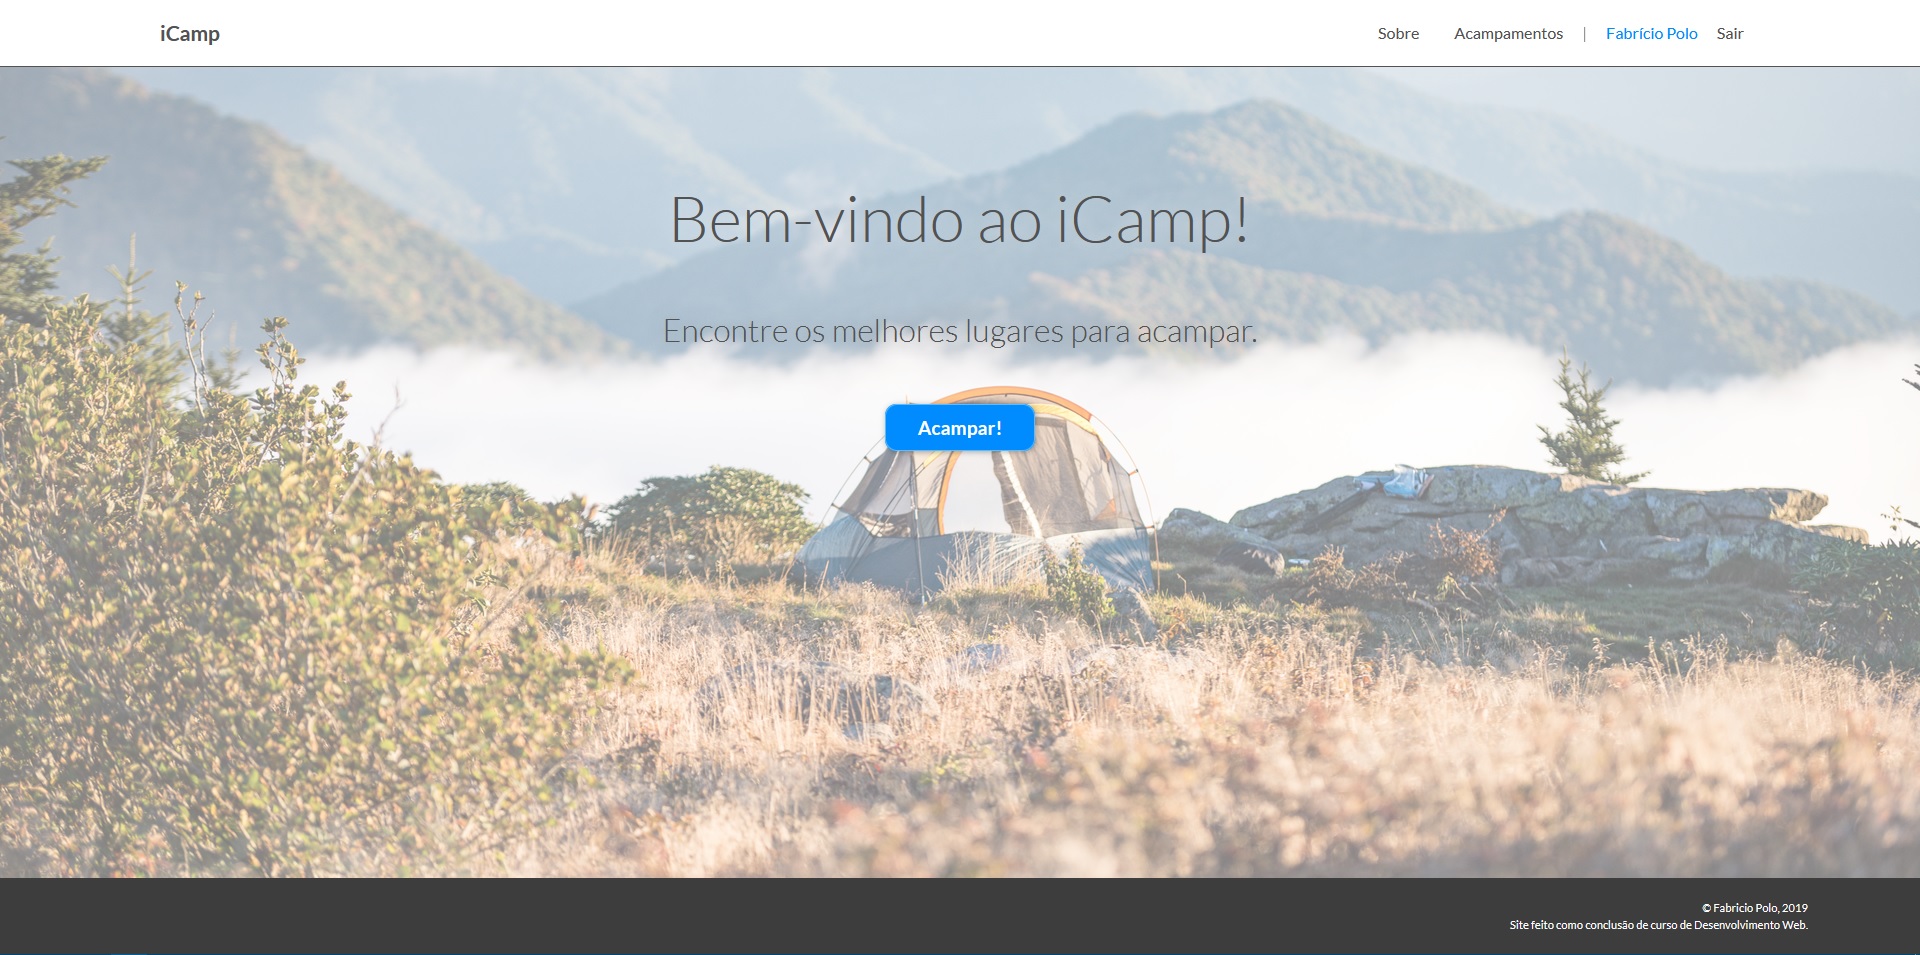 iCamp
Sobre Acampamentos | Fabrício Polo Sair
Bem-vindo ao iCamp!
Encontre os melhores lugares para acampar.
Acampar!
© Fabricio Polo, 2019
Site feito como conclusão de curso de Desenvolvimento Web.